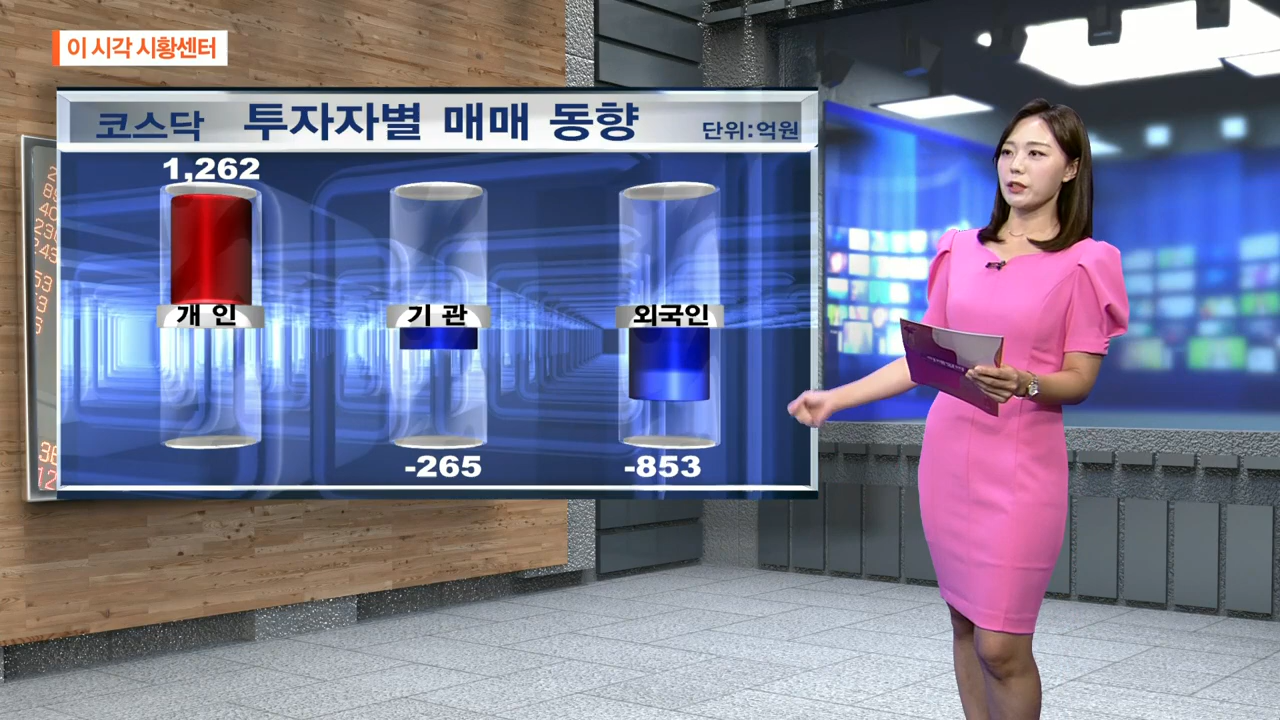 이 시각 시황센터
코스닥 투자자별 매매 동향 단위:억원
1,262
개 인 기 관 외국인
-265 -853